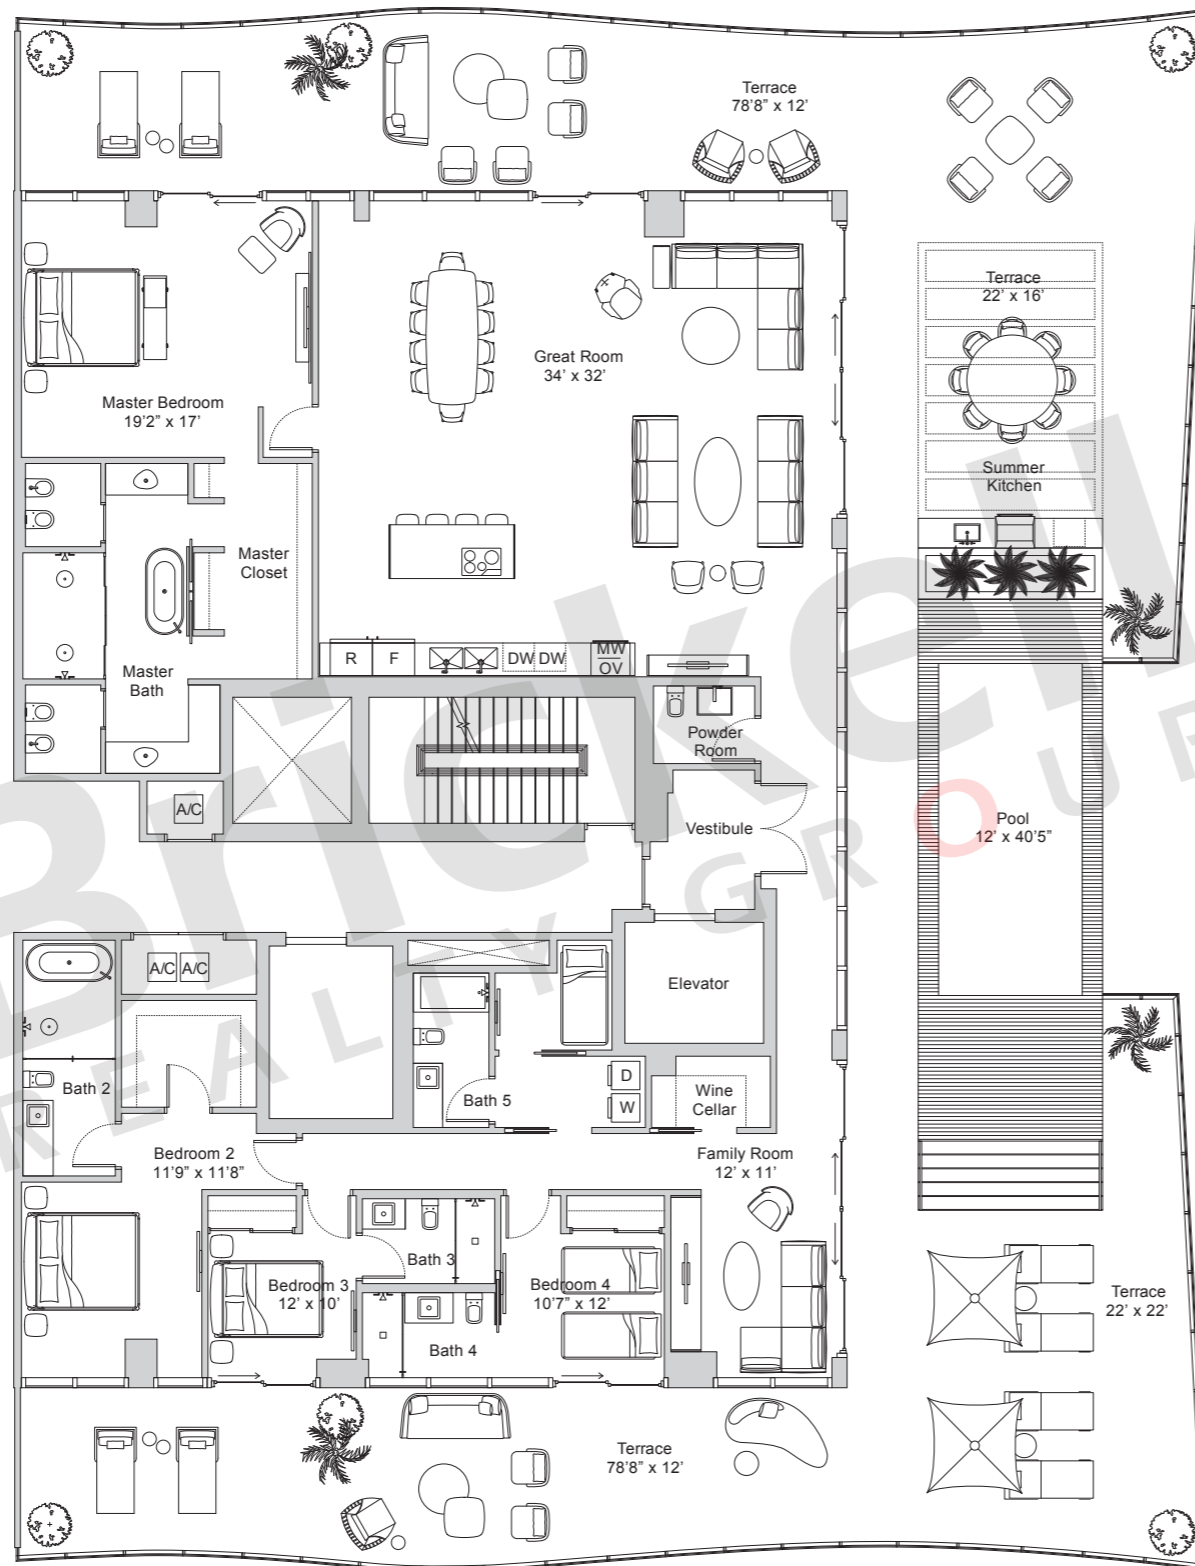 Terrace
78'8" x 12'
Terrace
22' x 16'
Great Room
34' x 32'
Master Bedroom
19'2" x 17'
Summer
Kitchen
Master
Closet
R
F
DW
DW
MW
OV
Master
Bath
Powder
Room
A/C
Vestibule
Pool
12' x 40'5"
Brickell
REALTY GROUP
A/C
A/C
Elevator
D
W
Bath 2
Bath 5
Wine
Cellar
Bedroom 2
11'9" x 11'8"
Family Room
12' x 11'
Bath 3
Bedroom 3
12' x 10'
Bedroom 4
10'7" x 12'
Terrace
22' x 22'
Bath 4
Terrace
78'8" x 12'